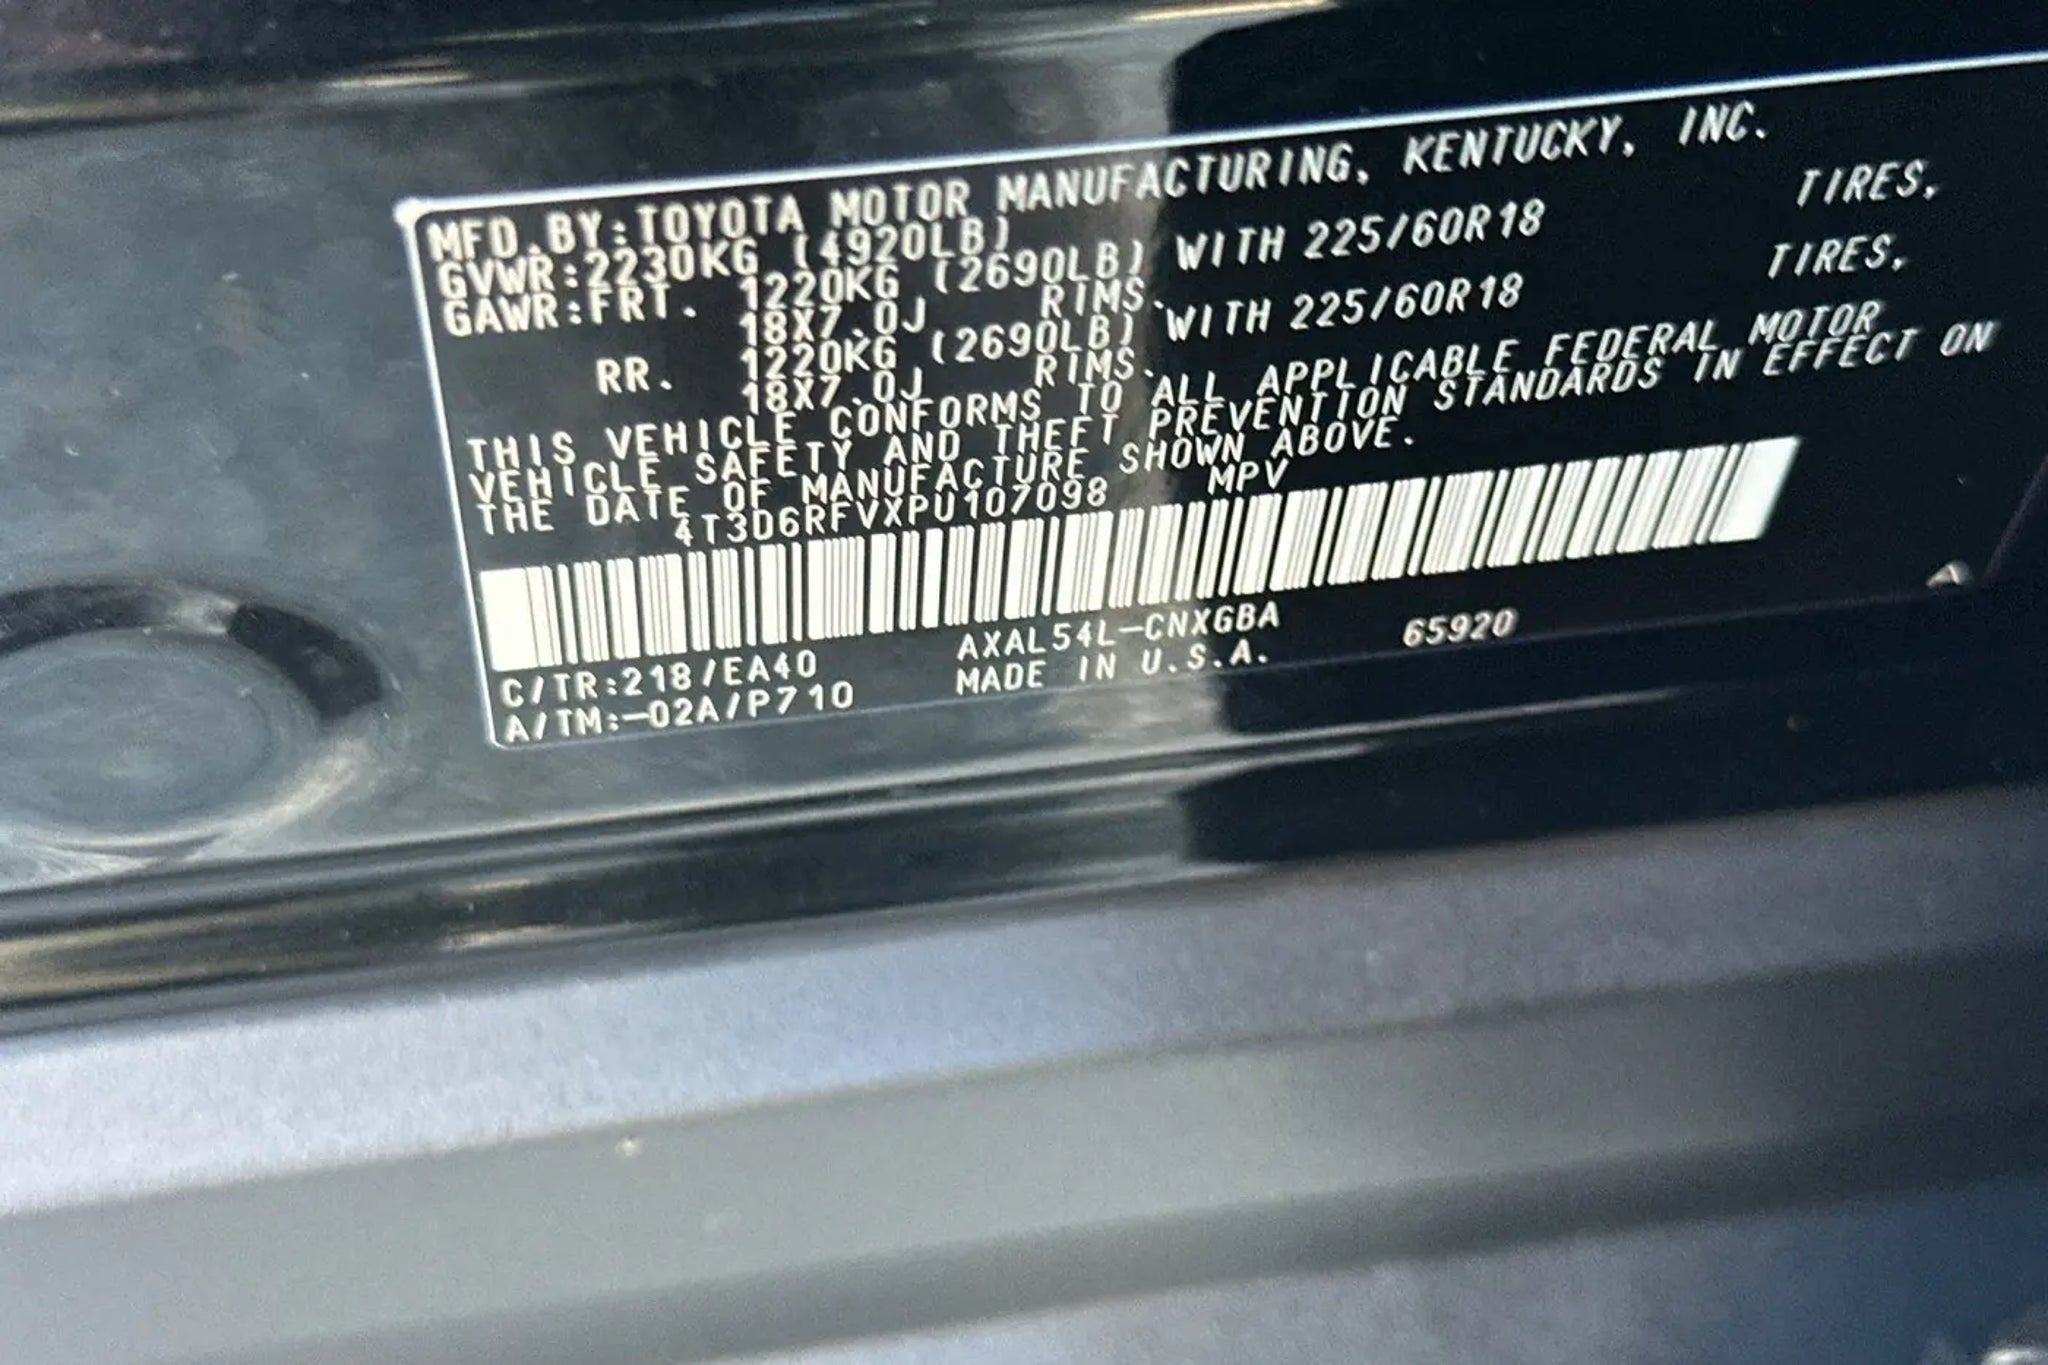 MFD.BY:TOYOTA MOTOR MANUFACTURING, KENTUCKY, INC.
GVWR:2230KG (4920LB)
GAWR:FRT. 1220KG (2690LB) WITH 225/60R18 TIRES,
18X7.0J RIMS.
RR. 1220KG (2690LB) WITH 225/60R18 TIRES,
18X7.0J RIMS.
THIS VEHICLE CONFORMS TO ALL APPLICABLE FEDERAL MOTOR
VEHICLE SAFETY AND THEFT PREVENTION STANDARDS IN EFFECT ON
THE DATE OF MANUFACTURE SHOWN ABOVE.
4T3D6RFVXPU107098 MPV
C/TR:218/EA40 AXAL54L-CNXGBA 65920
A/TM:-02A/P710 MADE IN U.S.A.
A